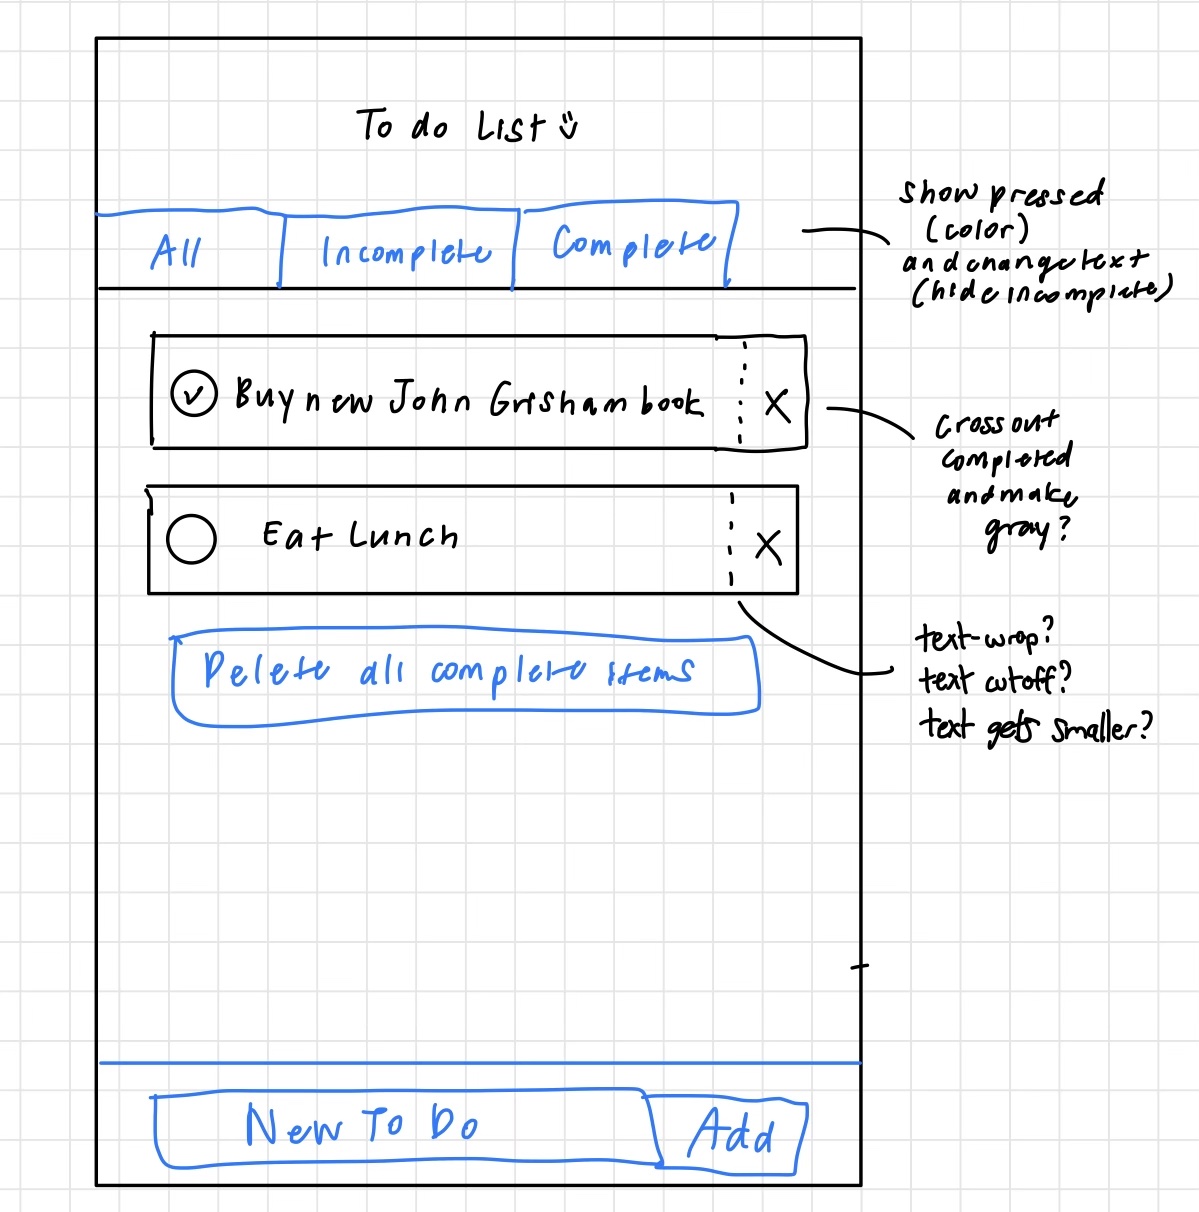 To do List
All
Incomplete
Complete
show pressed
(color)
and change text
(hide incomplete)
Buy new John Grisham book
X
cross out
completed
and make
gray?
Eat Lunch
X
text-wrap?
text cutoff?
text gets smaller?
Delete all complete items
New To Do
Add